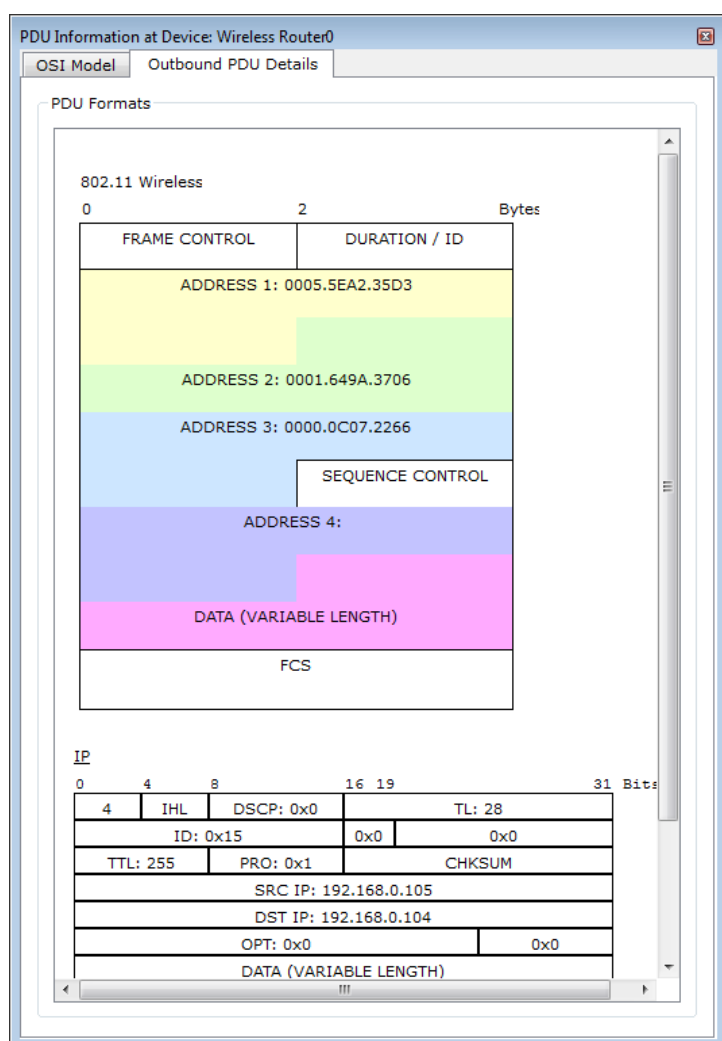 PDU Information at Device: Wireless Router0
OSI Model Outbound PDU Details
PDU Formats
802.11 Wireless
0 2 Bytes
FRAME CONTROL DURATION / ID
ADDRESS 1: 0005.5EA2.35D3
ADDRESS 2: 0001.649A.3706
ADDRESS 3: 0000.0C07.2266
SEQUENCE CONTROL
ADDRESS 4:
DATA (VARIABLE LENGTH)
FCS
IP
0 4 8 16 19 31 Bits
4 IHL DSCP: 0x0 TL: 28
ID: 0x15 0x0 0x0
TTL: 255 PRO: 0x1 CHKSUM
SRC IP: 192.168.0.105
DST IP: 192.168.0.104
OPT: 0x0 0x0
DATA (VARIABLE LENGTH)